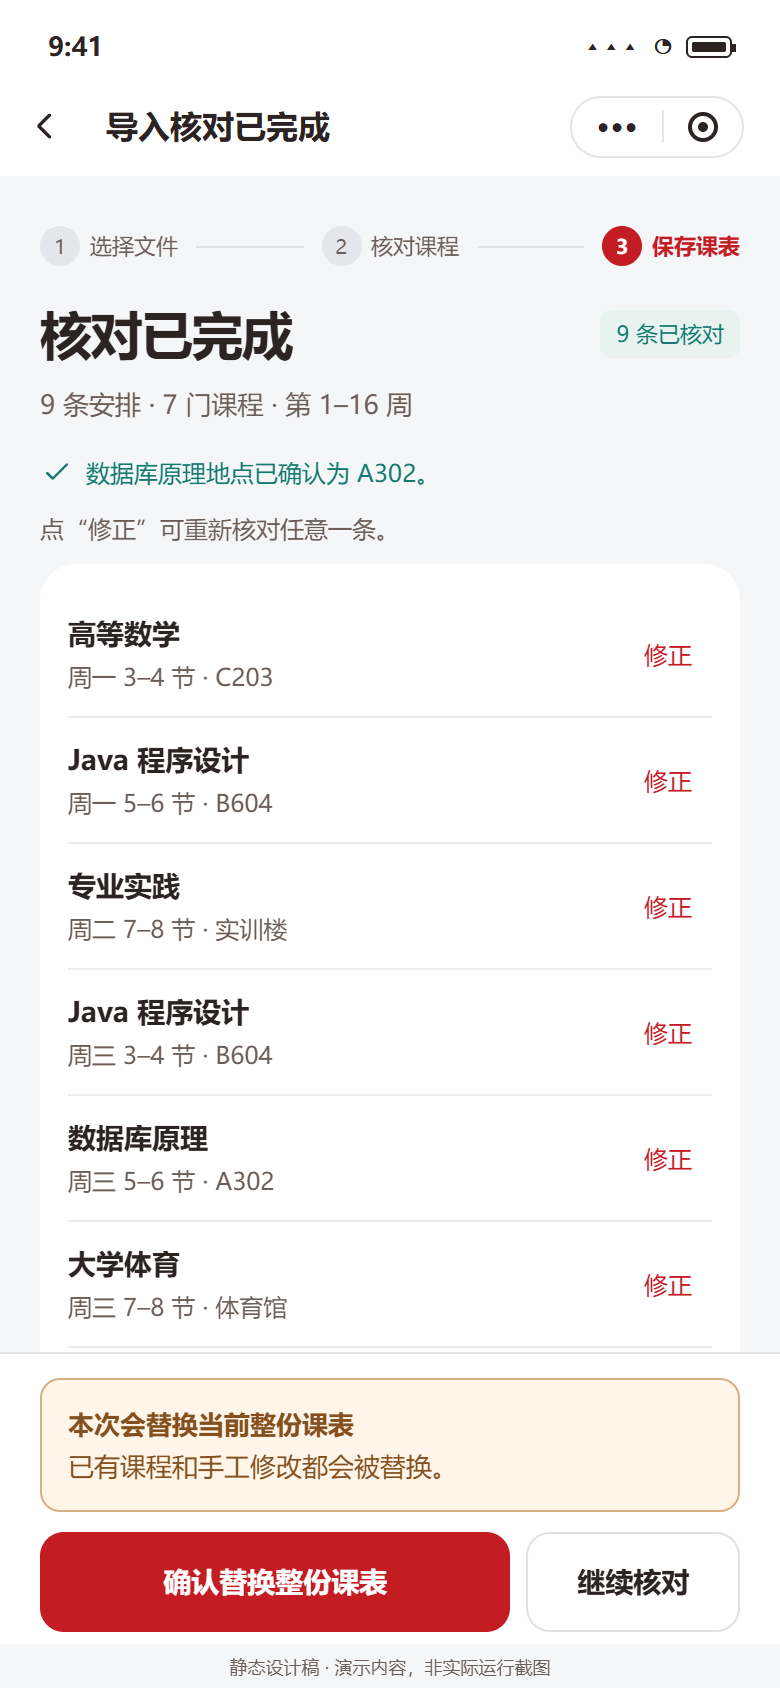 9:41
导入核对已完成
1 选择文件 2 核对课程 3 保存课表
核对已完成
9 条已核对
9 条安排 · 7 门课程 · 第 1–16 周
数据库原理地点已确认为 A302。
点“修正”可重新核对任意一条。
高等数学
周一 3–4 节 · C203
修正
Java 程序设计
周一 5–6 节 · B604
修正
专业实践
周二 7–8 节 · 实训楼
修正
Java 程序设计
周三 3–4 节 · B604
修正
数据库原理
周三 5–6 节 · A302
修正
大学体育
周三 7–8 节 · 体育馆
修正
本次会替换当前整份课表
已有课程和手工修改都会被替换。
确认替换整份课表 继续核对
静态设计稿 · 演示内容，非实际运行截图